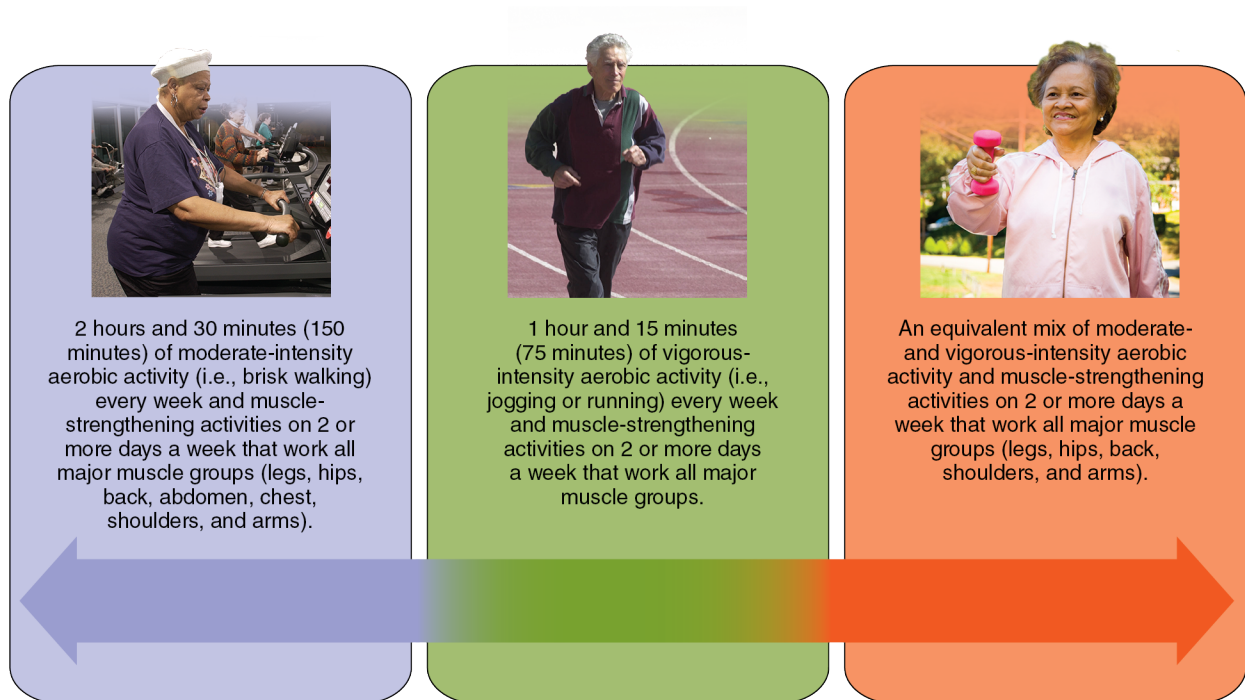 2 hours and 30 minutes (150
minutes) of moderate-intensity
aerobic activity (i.e., brisk walking)
every week and muscle-
strengthening activities on 2 or
more days a week that work all
major muscle groups (legs, hips,
back, abdomen, chest,
shoulders, and arms).
1 hour and 15 minutes
(75 minutes) of vigorous-
intensity aerobic activity (i.e.,
jogging or running) every week
and muscle-strengthening
activities on 2 or more days
a week that work all major
muscle groups.
An equivalent mix of moderate-
and vigorous-intensity aerobic
activity and muscle-strengthening
activities on 2 or more days a
week that work all major muscle
groups (legs, hips, back,
shoulders, and arms).